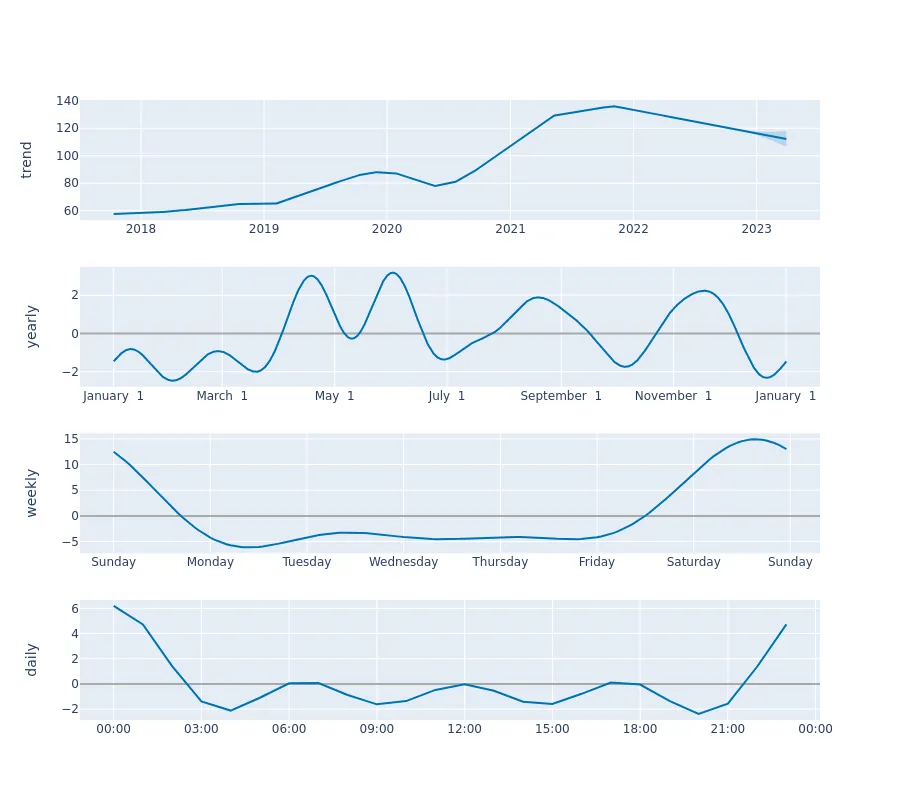 trend
140
120
100
80
60
2018 2019 2020 2021 2022 2023
yearly
2
0
−2
January 1 March 1 May 1 July 1 September 1 November 1 January 1
weekly
15
10
5
0
−5
Sunday Monday Tuesday Wednesday Thursday Friday Saturday Sunday
daily
6
4
2
0
−2
00:00 03:00 06:00 09:00 12:00 15:00 18:00 21:00 00:00